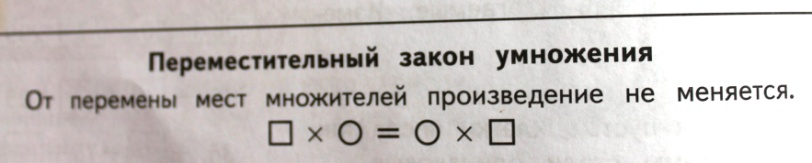 Переместительный закон умножения
От перемены мест множителей произведение не меняется.
□ × ○ = ○ × □